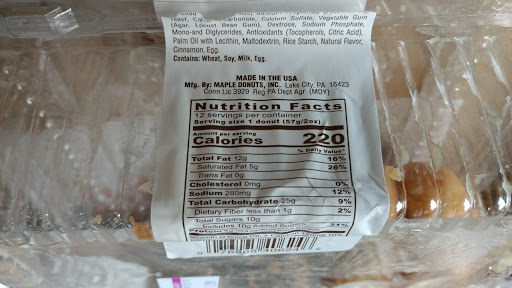 Calcium Sulfate, Vegetable Gum
(Agar, Locust Bean Gum), Dextrose, Sodium Phosphate,
Mono-and Diglycerides, Antioxidants (Tocopherols, Citric Acid),
Palm Oil with Lecithin, Maltodextrin, Rice Starch, Natural Flavor,
Cinnamon, Egg.
Contains: Wheat, Soy, Milk, Egg.
MADE IN THE USA
Mfg. By: MAPLE DONUTS, INC. Lake City, PA 16423
Conn Lic 3929 Reg PA Dept Agr (MDY)
Nutrition Facts
12 servings per container
Serving size 1 donut (57g/2oz)
Amount per serving
Calories 220
% Daily Value*
Total Fat 12g 16%
Saturated Fat 5g 26%
Trans Fat 0g
Cholesterol 0mg 0%
Sodium 280mg 12%
Total Carbohydrate 25g 9%
Dietary Fiber less than 1g 2%
Total Sugars 10g
Includes 10g Added Sugars